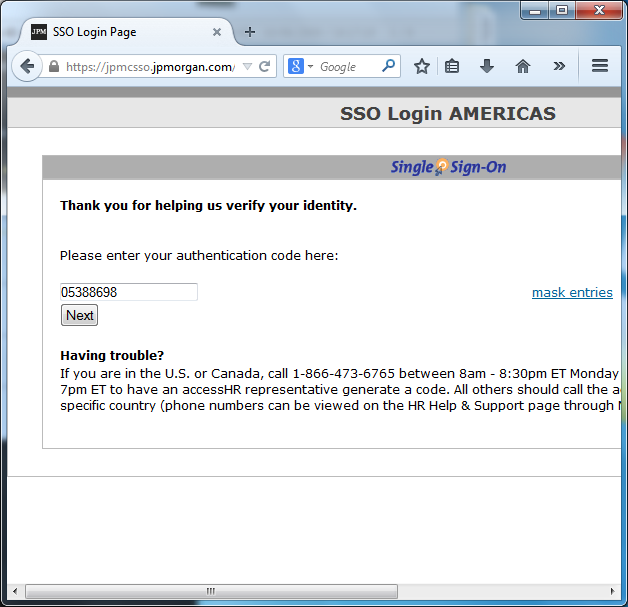 JPM SSO Login Page
https://jpmcsso.jpmorgan.com/
Google
SSO Login AMERICAS
Single Sign-On
Thank you for helping us verify your identity.
Please enter your authentication code here:
05388698
mask entries
Next
Having trouble?
If you are in the U.S. or Canada, call 1-866-473-6765 between 8am - 8:30pm ET Monday
7pm ET to have an accessHR representative generate a code. All others should call the
specific country (phone numbers can be viewed on the HR Help & Support page through